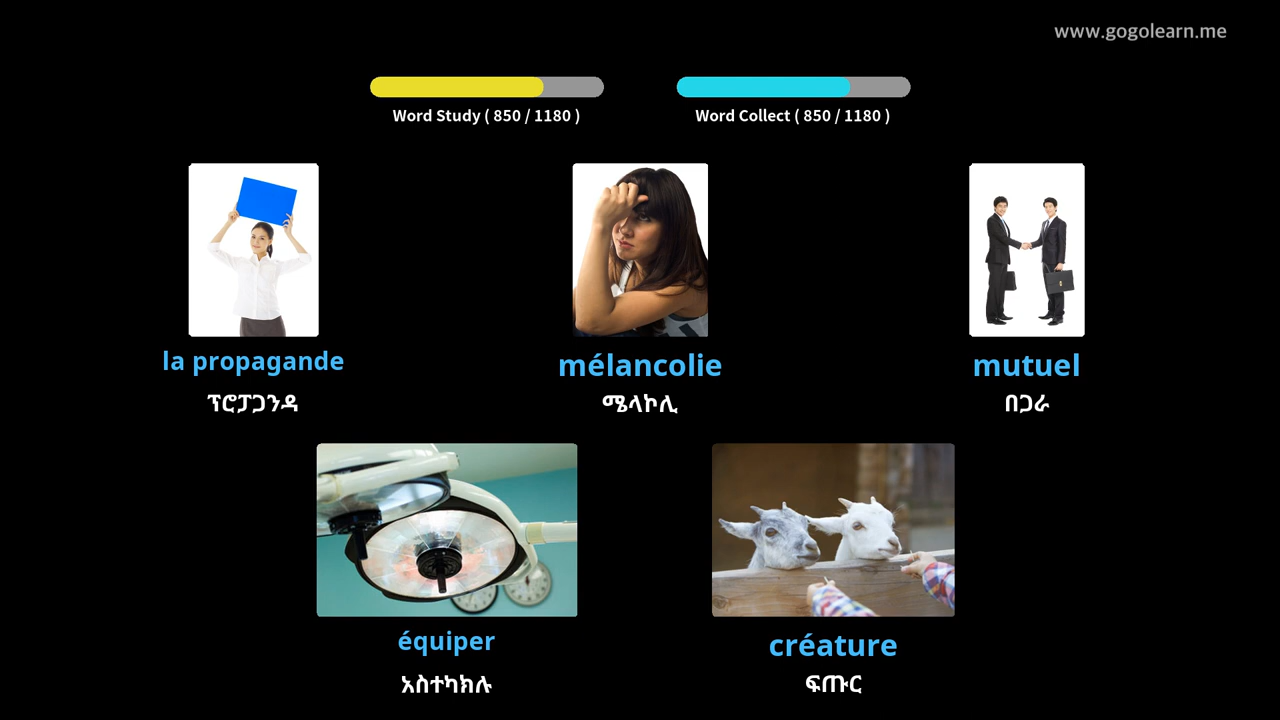 www.gogolearn.me
Word Study ( 850 / 1180 )
Word Collect ( 850 / 1180 )
la propagande
ፕሮፓጋንዳ
mélancolie
ሜላኮሊ
mutuel
በጋራ
équiper
አስተካክሉ
créature
ፍጡር